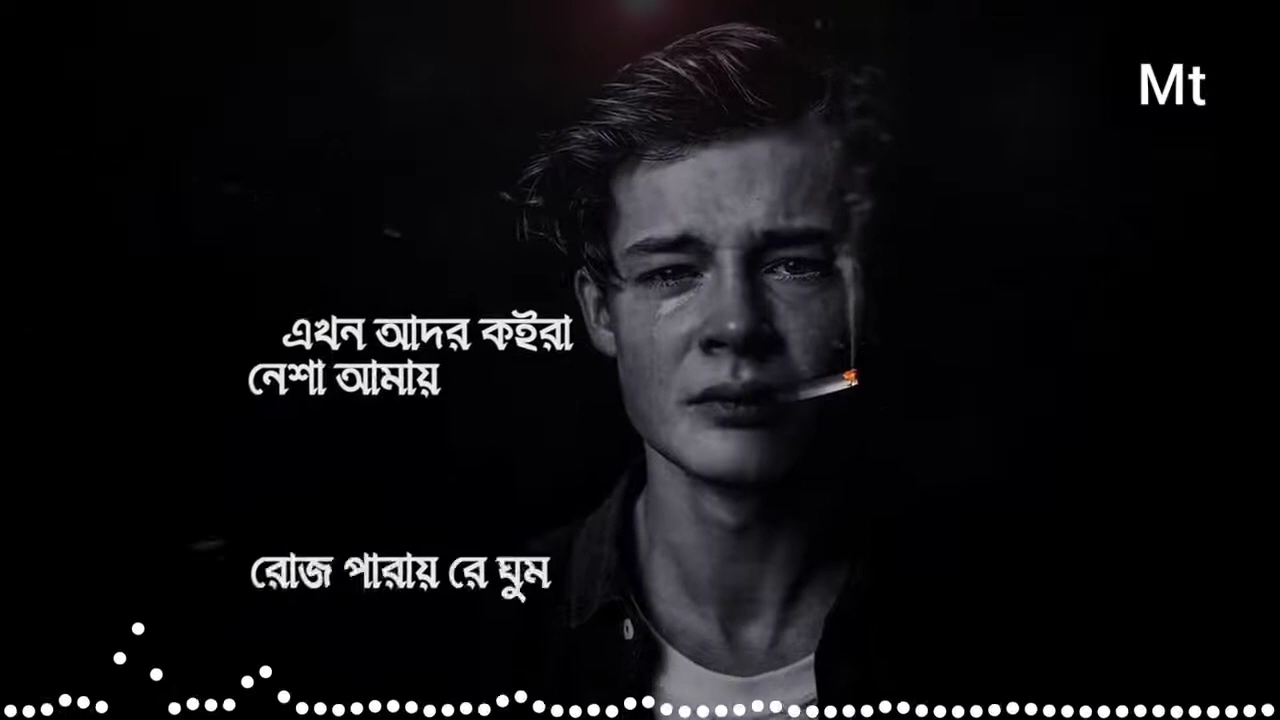 Mt
এখন আদর কইরা
নেশা আমায়
রোজ পারায় রে ঘুম